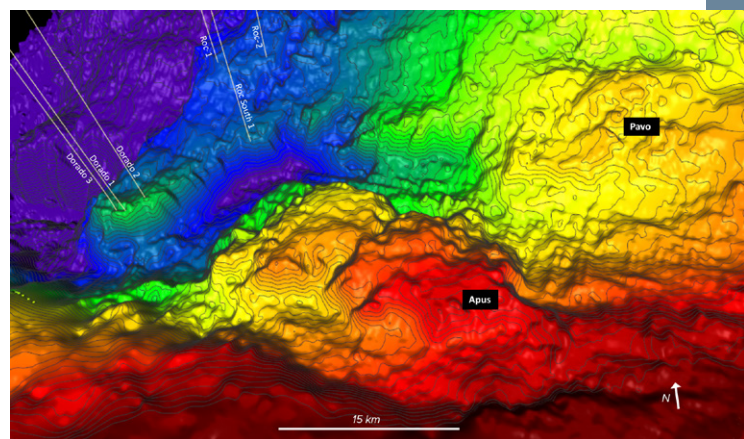 Roc-1
Roc-2
Roc South 1
Dorado 2
Dorado 1
Dorado 3
Pavo
Apus
N
15 km